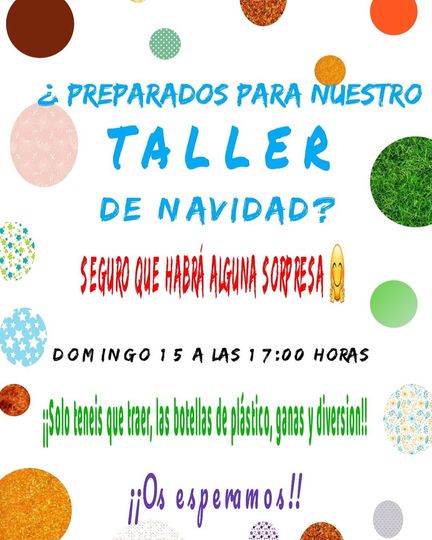 ¿ PREPARADOS PARA NUESTRO
TALLER
DE NAVIDAD?
SEGURO QUE HABRÁ ALGUNA SORPRESA
DOMINGO 15 A LAS 17:00 HORAS
¡¡Solo teneis que traer, las botellas de plástico, ganas y diversion!!
¡¡Os esperamos!!